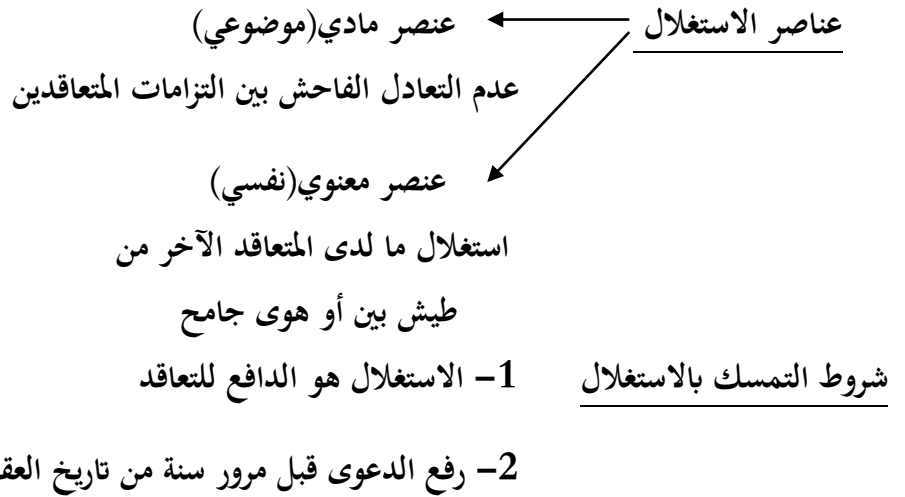 عناصر الاستغلال عنصر مادي(موضوعي)
عدم التعادل الفاحش بين التزامات المتعاقدين
عنصر معنوي(نفسي)
استغلال ما لدى المتعاقد الآخر من
طيش بين أو هوى جامح
شروط التمسك بالاستغلال 1– الاستغلال هو الدافع للتعاقد
2– رفع الدعوى قبل مرور سنة من تاريخ